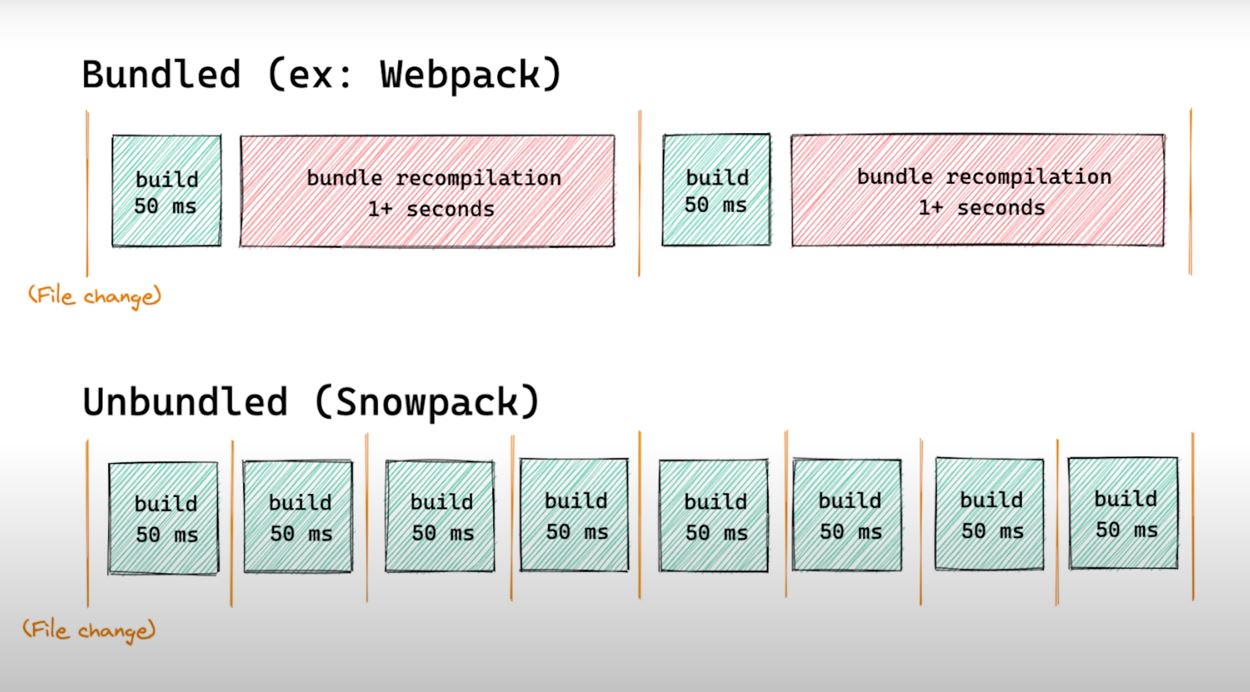 Bundled (ex: Webpack)
build
50 ms
bundle recompilation
1+ seconds
build
50 ms
bundle recompilation
1+ seconds
(File change)
Unbundled (Snowpack)
build
50 ms
build
50 ms
build
50 ms
build
50 ms
build
50 ms
build
50 ms
build
50 ms
build
50 ms
(File change)